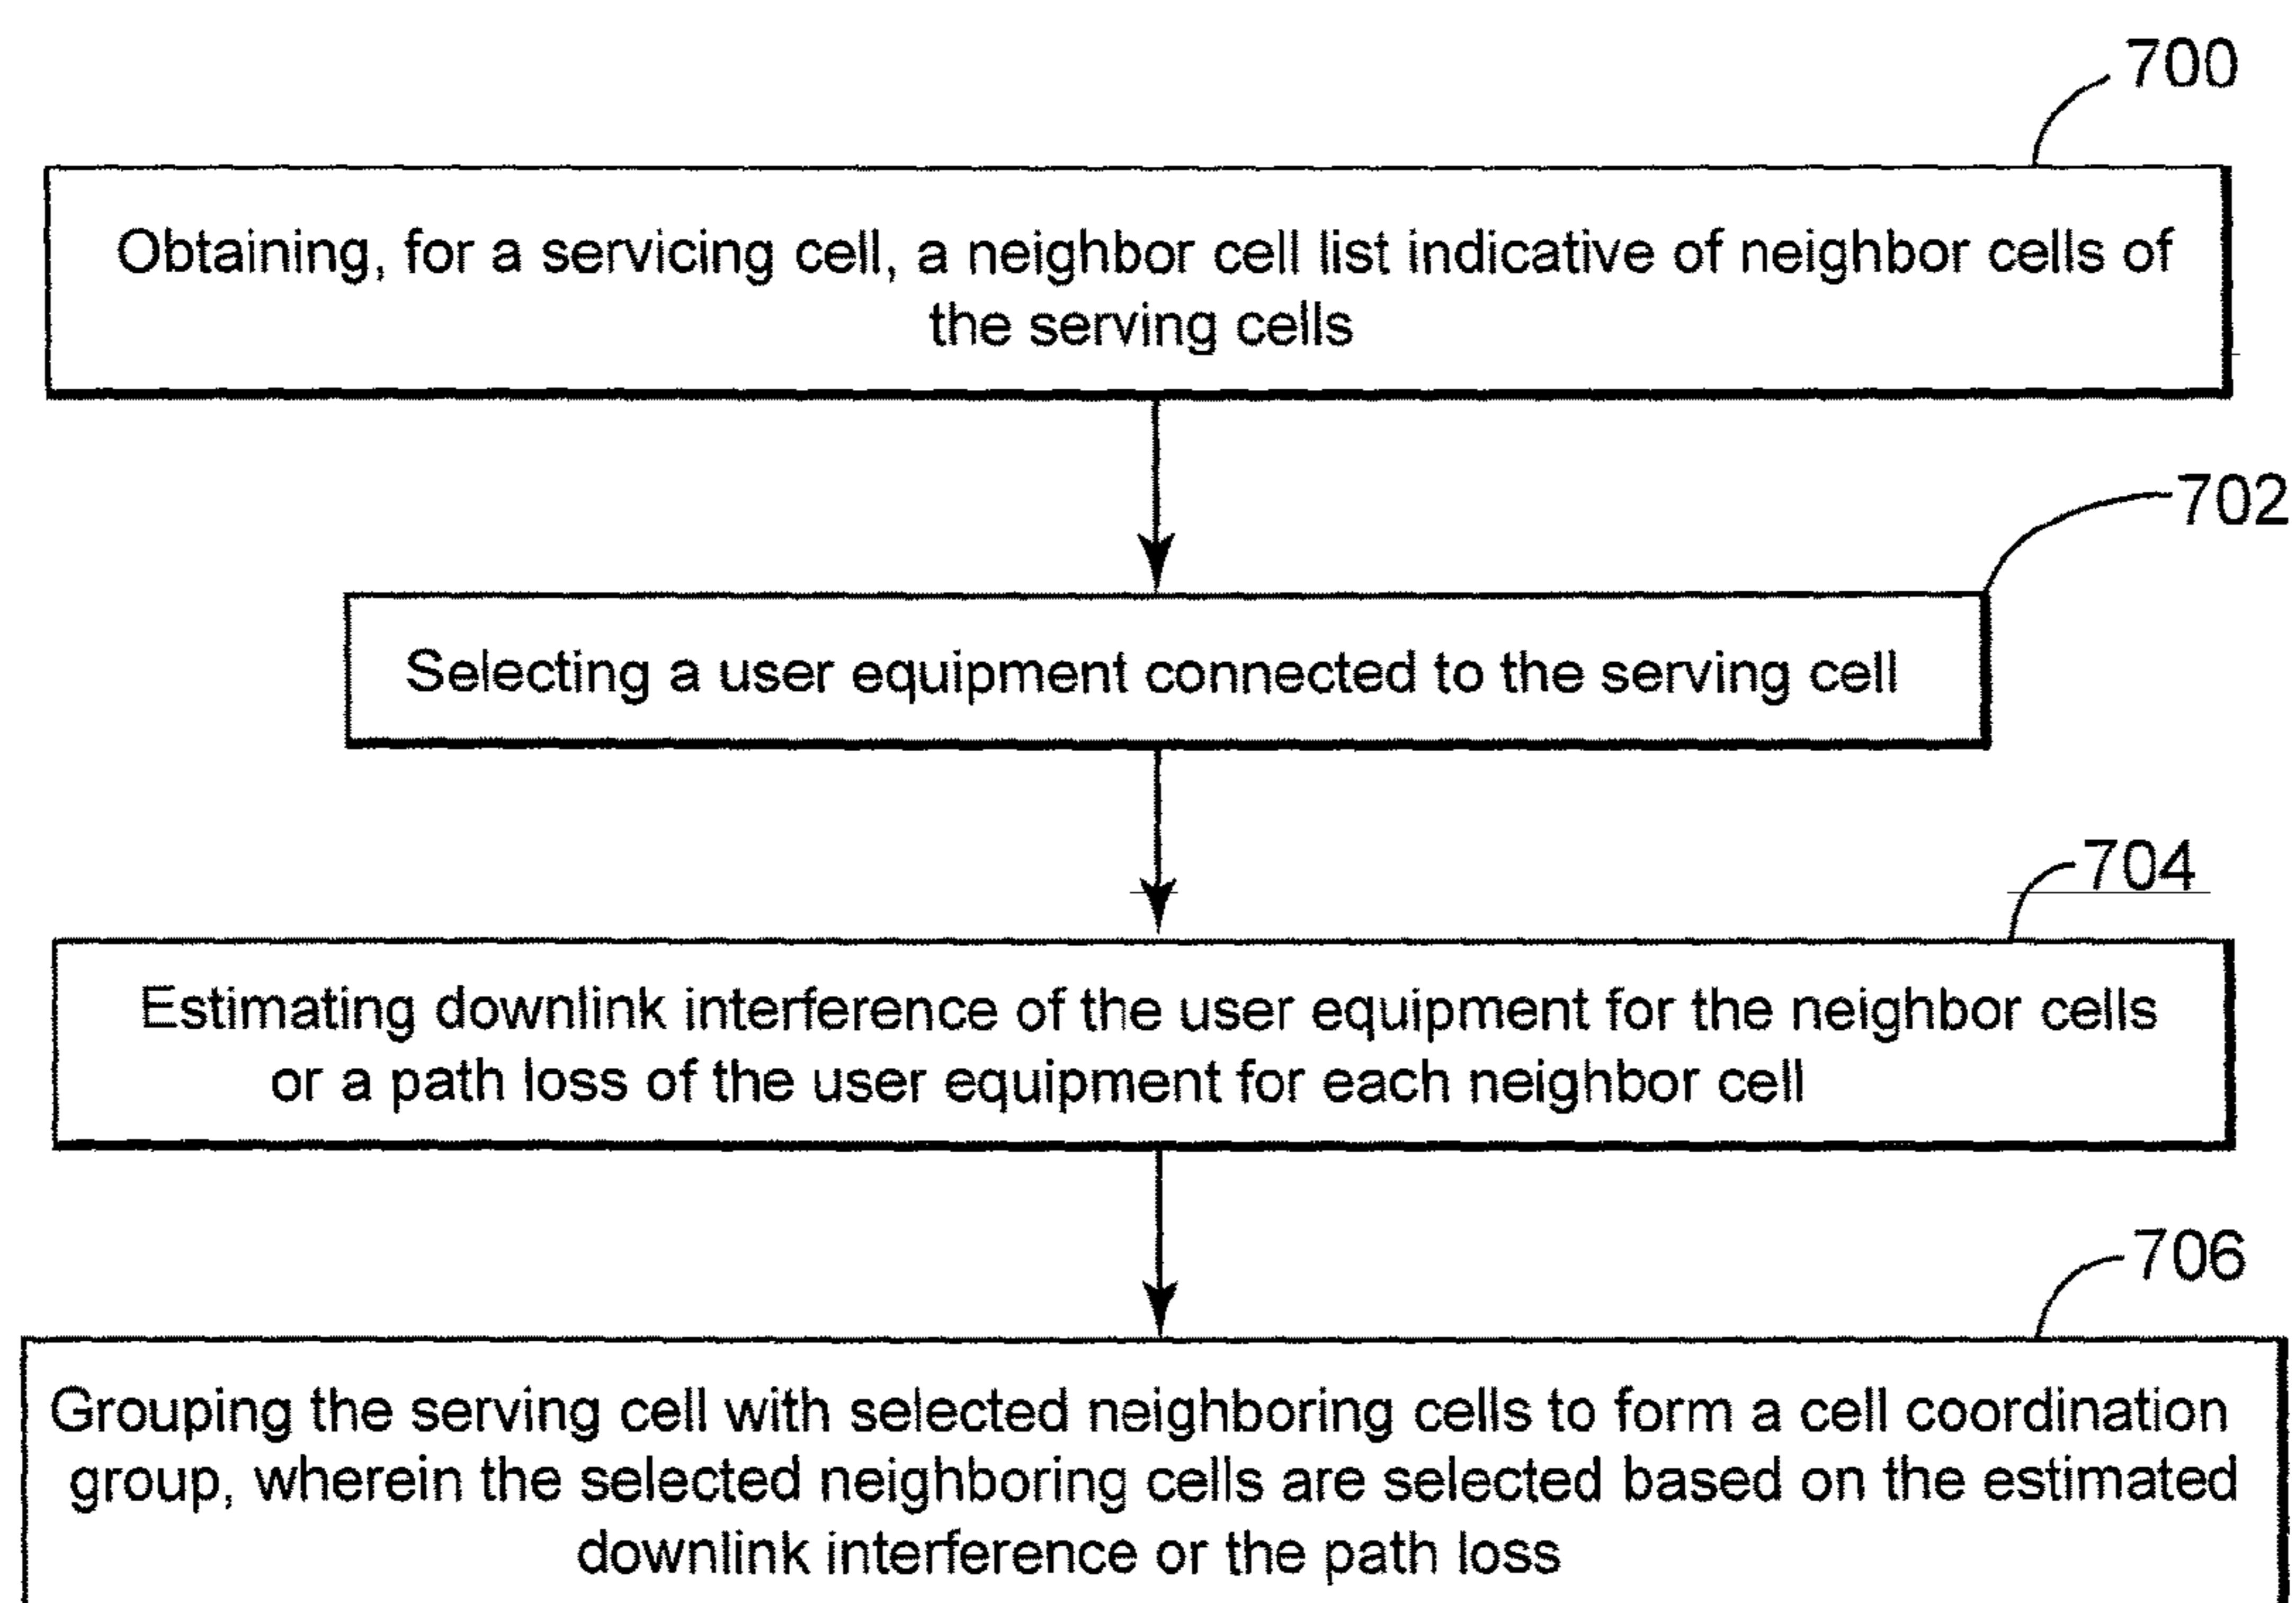 700
Obtaining, for a servicing cell, a neighbor cell list indicative of neighbor cells of
the serving cells
702
Selecting a user equipment connected to the serving cell
704
Estimating downlink interference of the user equipment for the neighbor cells
or a path loss of the user equipment for each neighbor cell
706
Grouping the serving cell with selected neighboring cells to form a cell coordination
group, wherein the selected neighboring cells are selected based on the estimated
downlink interference or the path loss